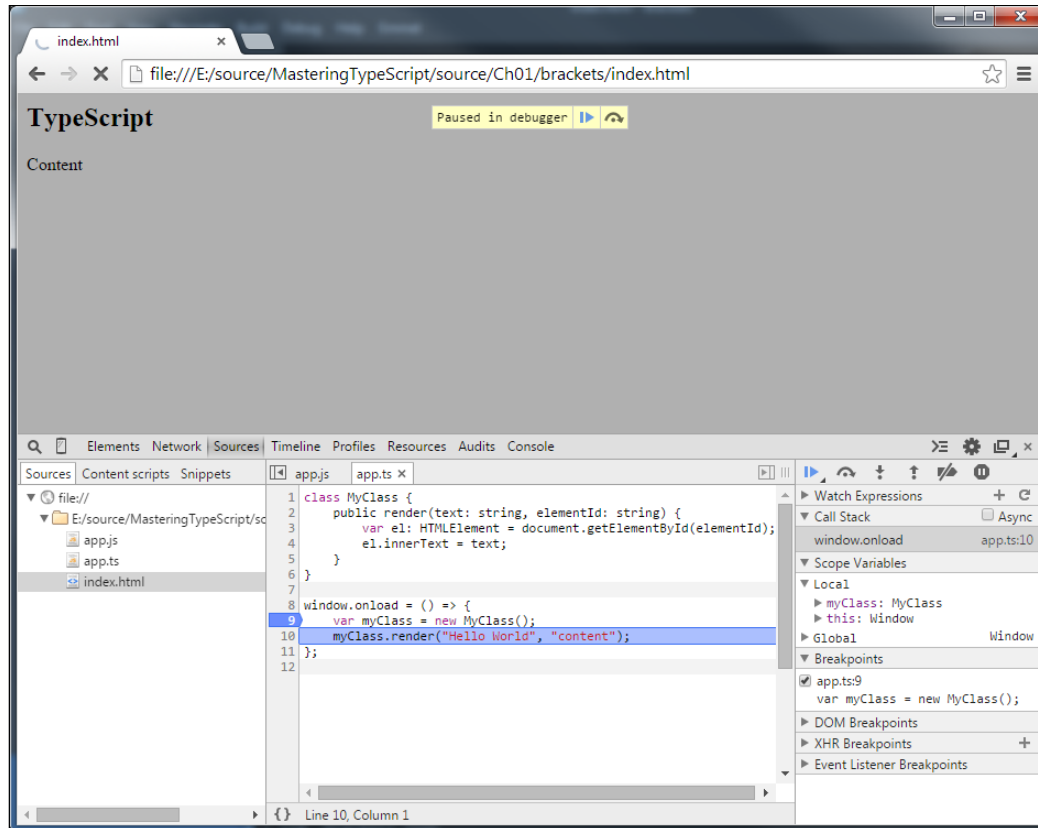 index.html ×
file:///E:/source/MasteringTypeScript/source/Ch01/brackets/index.html
TypeScript
Paused in debugger
Content
Elements Network Sources Timeline Profiles Resources Audits Console
Sources Content scripts Snippets
app.js app.ts ×
file://
E:/source/MasteringTypeScript/sc
app.js
app.ts
index.html
1 class MyClass {
2     public render(text: string, elementId: string) {
3         var el: HTMLElement = document.getElementById(elementId);
4         el.innerText = text;
5     }
6 }
7
8 window.onload = () => {
9     var myClass = new MyClass();
10     myClass.render("Hello World", "content");
11 };
12
{} Line 10, Column 1
Watch Expressions
Call Stack Async
window.onload app.ts:10
Scope Variables
Local
myClass: MyClass
this: Window
Global Window
Breakpoints
app.ts:9
var myClass = new MyClass();
DOM Breakpoints
XHR Breakpoints
Event Listener Breakpoints